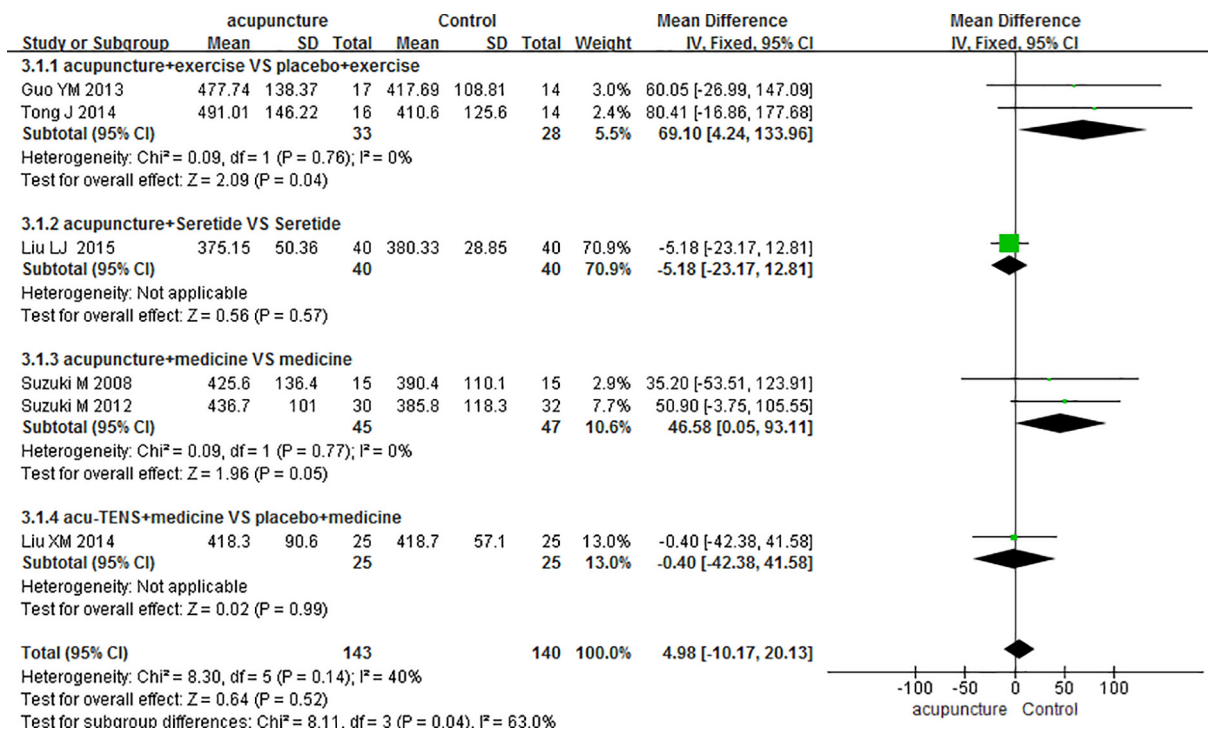 acupuncture Control Mean Difference Mean Difference
Study or Subgroup Mean SD Total Mean SD Total Weight IV, Fixed, 95% CI IV, Fixed, 95% CI
3.1.1 acupuncture+exercise VS placebo+exercise
Guo YM 2013 477.74 138.37 17 417.69 108.81 14 3.0% 60.05 [-26.99, 147.09]
Tong J 2014 491.01 146.22 16 410.6 125.6 14 2.4% 80.41 [-16.86, 177.68]
Subtotal (95% CI) 33 28 5.5% 69.10 [4.24, 133.96]
Heterogeneity: Chi² = 0.09, df = 1 (P = 0.76); I² = 0%
Test for overall effect: Z = 2.09 (P = 0.04)
3.1.2 acupuncture+Seretide VS Seretide
Liu LJ 2015 375.15 50.36 40 380.33 28.85 40 70.9% -5.18 [-23.17, 12.81]
Subtotal (95% CI) 40 40 70.9% -5.18 [-23.17, 12.81]
Heterogeneity: Not applicable
Test for overall effect: Z = 0.56 (P = 0.57)
3.1.3 acupuncture+medicine VS medicine
Suzuki M 2008 425.6 136.4 15 390.4 110.1 15 2.9% 35.20 [-53.51, 123.91]
Suzuki M 2012 436.7 101 30 385.8 118.3 32 7.7% 50.90 [-3.75, 105.55]
Subtotal (95% CI) 45 47 10.6% 46.58 [0.05, 93.11]
Heterogeneity: Chi² = 0.09, df = 1 (P = 0.77); I² = 0%
Test for overall effect: Z = 1.96 (P = 0.05)
3.1.4 acu-TENS+medicine VS placebo+medicine
Liu XM 2014 418.3 90.6 25 418.7 57.1 25 13.0% -0.40 [-42.38, 41.58]
Subtotal (95% CI) 25 25 13.0% -0.40 [-42.38, 41.58]
Heterogeneity: Not applicable
Test for overall effect: Z = 0.02 (P = 0.99)
Total (95% CI) 143 140 100.0% 4.98 [-10.17, 20.13]
Heterogeneity: Chi² = 8.30, df = 5 (P = 0.14); I² = 40%
Test for overall effect: Z = 0.64 (P = 0.52)
Test for subgroup differences: Chi² = 8.11, df = 3 (P = 0.04), I² = 63.0%
-100 -50 0 50 100
acupuncture Control